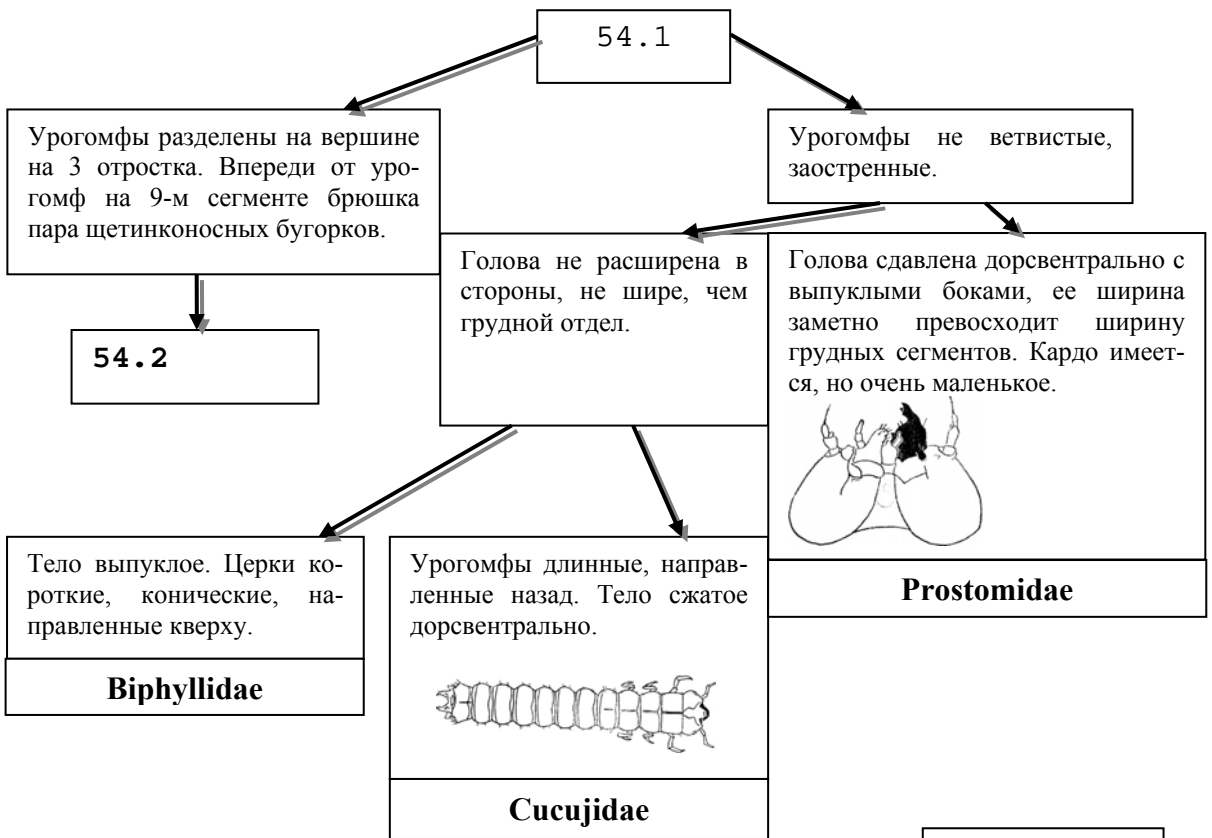 54.1
Урогомфы разделены на вершине
на 3 отростка. Впереди от уро-
гомф на 9-м сегменте брюшка
пара щетинконосных бугорков.
Урогомфы не ветвистые,
заостренные.
54.2
Голова не расширена в
стороны, не шире, чем
грудной отдел.
Голова сдавлена дорсвентрально с
выпуклыми боками, ее ширина
заметно превосходит ширину
грудных сегментов. Кардо имеет-
ся, но очень маленькое.
Prostomidae
Тело выпуклое. Церки ко-
роткие, конические, на-
правленные кверху.
Biphyllidae
Урогомфы длинные, направ-
ленные назад. Тело сжатое
дорсвентрально.
Cucujidae